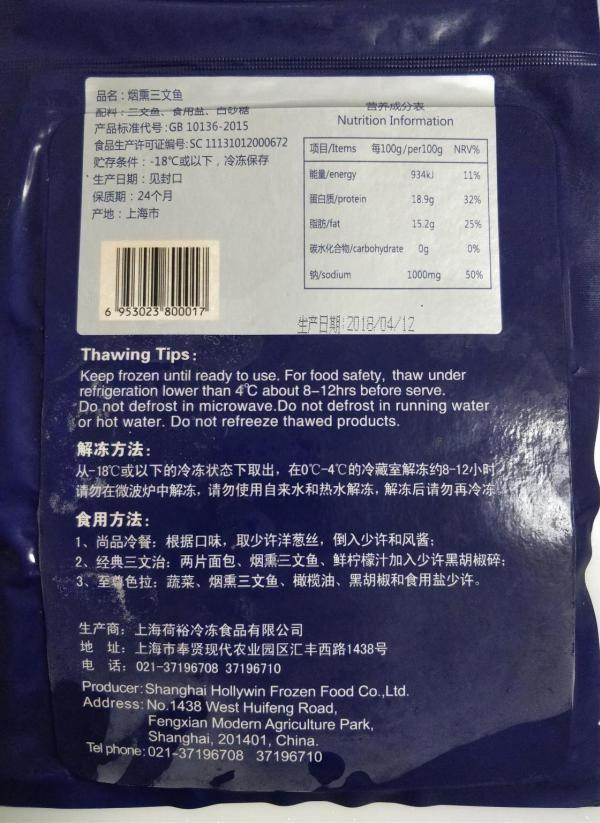 品名：烟熏三文鱼
配料：三文鱼、食用盐、白砂糖
产品标准代号:GB 10136-2015
食品生产许可证编号:SC 11131012000672
贮存条件：-18℃或以下，冷冻保存
生产日期：见封口
保质期：24个月
产地：上海市
6 953023 800017
营养成分表
Nutrition Information
项目/Items 每100g/per100g NRV%
能量/energy 934kJ 11%
蛋白质/protein 18.9g 32%
脂肪/fat 15.2g 25%
碳水化合物/carbohydrate 0g 0%
钠/sodium 1000mg 50%
生产日期:2018/04/12
Thawing Tips:
Keep frozen until ready to use. For food safety, thaw under
refrigeration lower than 4℃ about 8–12hrs before serve.
Do not defrost in microwave.Do not defrost in running water
or hot water. Do not refreeze thawed products.
解冻方法：
从-18℃或以下的冷冻状态下取出，在0℃-4℃的冷藏室解冻约8-12小时
请勿在微波炉中解冻，请勿使用自来水和热水解冻，解冻后请勿再冷冻
食用方法：
1、尚品冷餐：根据口味，取少许洋葱丝，倒入少许和风酱；
2、经典三文治：两片面包、烟熏三文鱼、鲜柠檬汁加入少许黑胡椒碎；
3、至尊色拉：蔬菜、烟熏三文鱼、橄榄油、黑胡椒和食用盐少许。
生产商：上海荷裕冷冻食品有限公司
地 址：上海市奉贤现代农业园区汇丰西路1438号
电 话：021-37196708 37196710
Producer:Shanghai Hollywin Frozen Food Co.,Ltd.
Address:No.1438 West Huifeng Road,
Fengxian Modern Agriculture Park,
Shanghai, 201401, China.
Tel phone:021-37196708 37196710